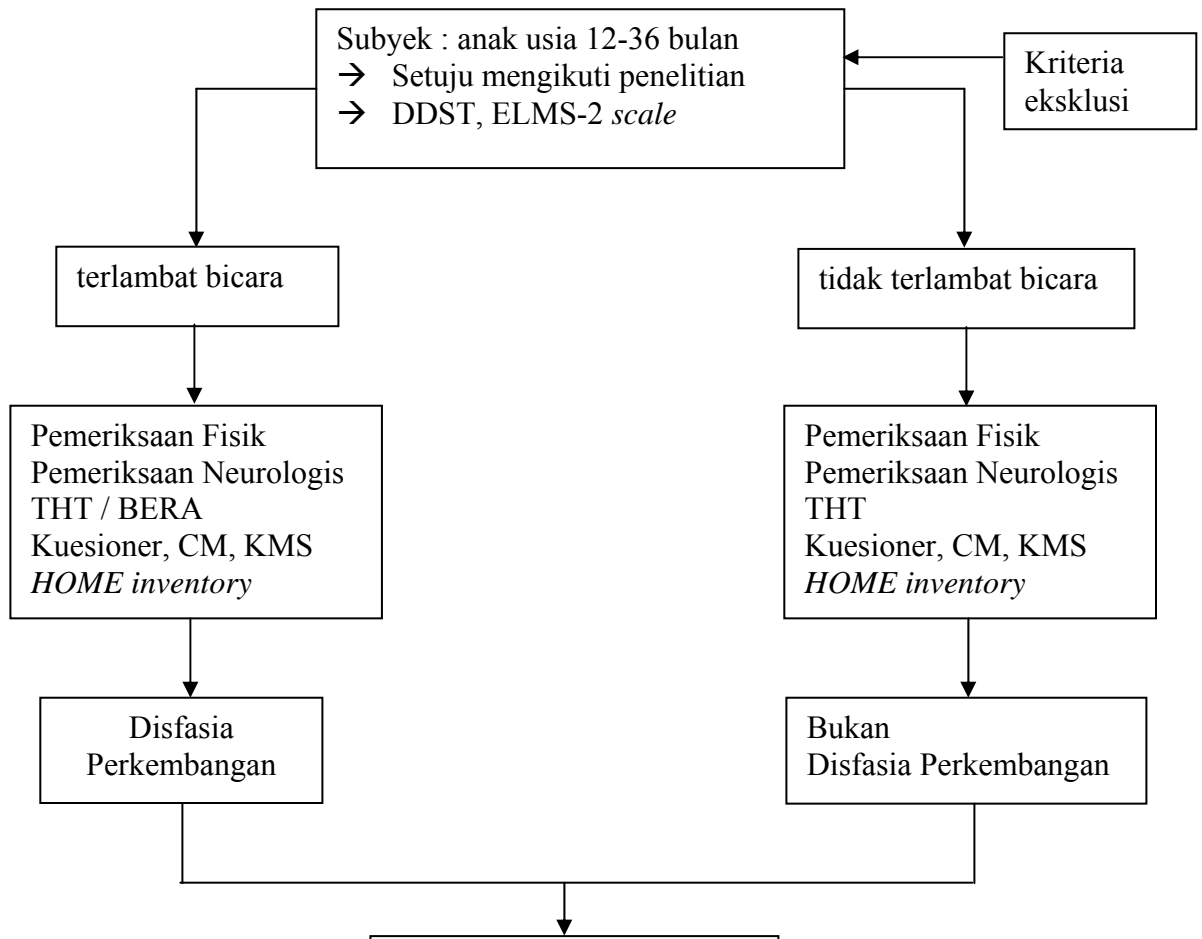 Subyek : anak usia 12-36 bulan
→ Setuju mengikuti penelitian
→ DDST, ELMS-2 scale
Kriteria
eksklusi
terlambat bicara
tidak terlambat bicara
Pemeriksaan Fisik
Pemeriksaan Neurologis
THT / BERA
Kuesioner, CM, KMS
HOME inventory
Pemeriksaan Fisik
Pemeriksaan Neurologis
THT
Kuesioner, CM, KMS
HOME inventory
Disfasia
Perkembangan
Bukan
Disfasia Perkembangan